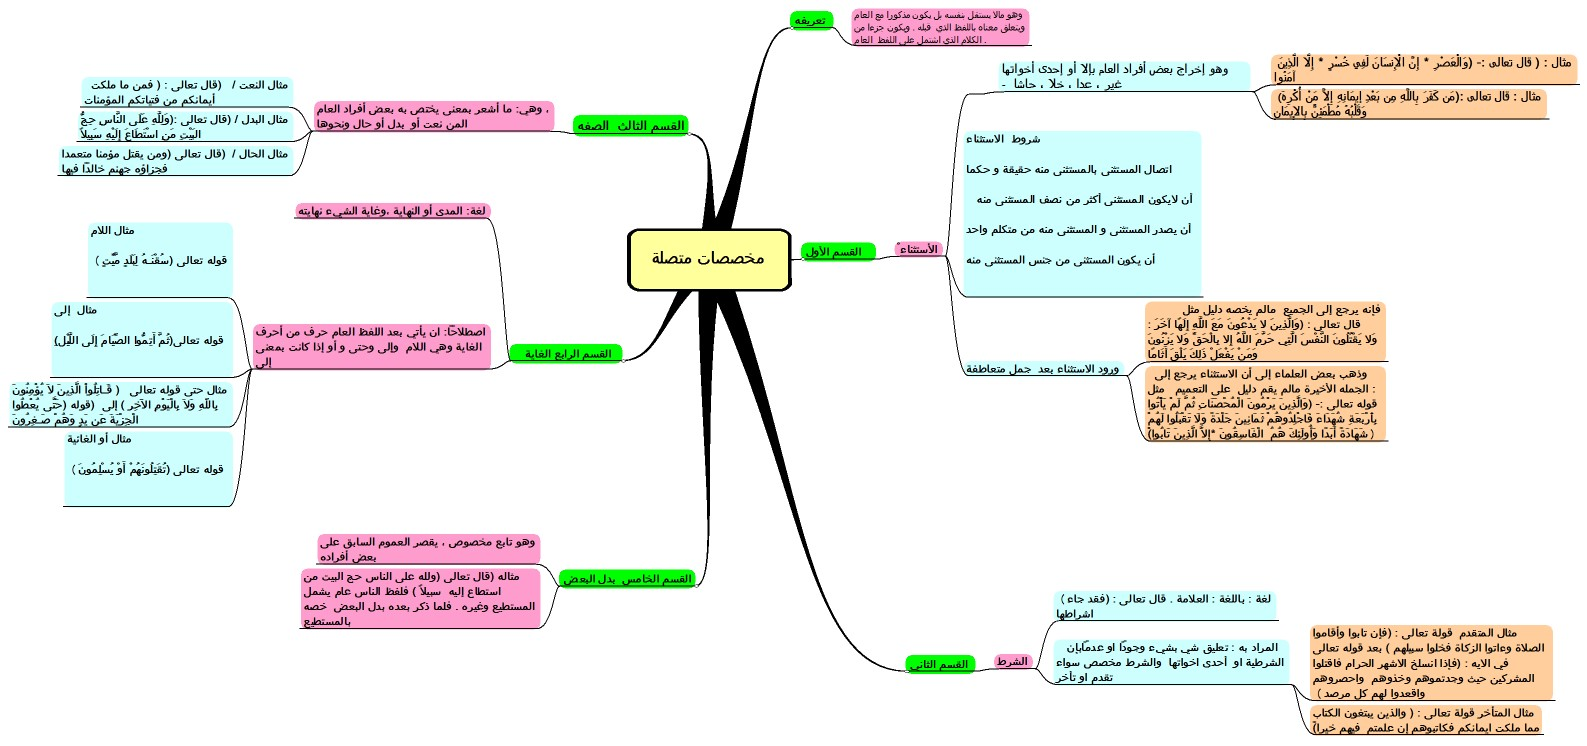 مخصصات متصلة
تعريفه
وهو مالا يستقل بنفسه بل يكون مذكورا مع العام
ويتعلق معناه باللفظ الذي قبله . ويكون جزءا من
الكلام الذي اشتمل على اللفظ العام .
القسم الأول
الأستثناء
وهو إخراج بعض أفراد العام بإلا أو إحدى أخواتها
غير ، عدا ، خلا ، حاشا -
مثال : ( قال تعالى :- (وَالْعَصْرِ * إِنَّ الْإِنسَانَ لَفِي خُسْرٍ * إِلَّا الَّذِينَ
آمَنُوا
مثال : قال تعالى :(مَن كَفَرَ بِاللَّهِ مِن بَعْدِ إيمَانِهِ إِلاَّ مَنْ أُكْرِهَ)
وَقَلْبُهُ مُطْمَئِنٌّ بِالإِيمَانِ
شروط الاستثناء
اتصال المستثنى بالمستثنى منه حقيقة و حكما
أن لايكون المستثنى أكثر من نصف المستثنى منه
أن يصدر المستثنى و المستثنى منه من متكلم واحد
أن يكون المستثنى من جنس المستثنى منه
ورود الاستثناء بعد جمل متعاطفة
فإنه يرجع إلى الجميع مالم يخصه دليل مثل
قال تعالى : (وَالَّذِينَ لا يَدْعُونَ مَعَ اللَّهِ إِلَهًا آخَرَ :
وَلا يَقْتُلُونَ النَّفْسَ الَّتِي حَرَّمَ اللَّهُ إِلا بِالْحَقِّ وَلا يَزْنُونَ
وَمَنْ يَفْعَلْ ذَلِكَ يَلْقَ أَثَامًا
وذهب بعض العلماء إلى أن الاستثناء يرجع إلى
الجمله الأخيرة مالم يقم دليل على التعميم مثل :
قوله تعالى :- (وَالَّذِينَ يَرْمُونَ الْمُحْصَنَاتِ ثُمَّ لَمْ يَأْتُوا
بِأَرْبَعَةِ شُهَدَاءَ فَاجْلِدُوهُمْ ثَمَانِينَ جَلْدَةً وَلَا تَقْبَلُوا لَهُمْ
شَهَادَةً أَبَدًا وَأُولَئِكَ هُمُ الْفَاسِقُونَ *إِلاَّ الَّذِينَ تَابُوا) )
القسم الثاني
الشرط
لغة : باللغة : العلامة . قال تعالى : (فقد جاء )
اشراطها
المراد به : تعليق شي بشيء وجودًا او عدمًابإن
الشرطية او أحدى اخواتها والشرط مخصص سواء
تقدم او تأخر
مثال المتقدم قولة تعالى : (فإن تابوا وأقاموا
الصلاة وءاتوا الزكاة فخلوا سبيلهم ) بعد قوله تعالى
في الايه : (فإذا انسلخ الاشهر الحرام فاقتلوا
المشركين حيث وجدتموهم وخذوهم واحصروهم
واقعدوا لهم كل مرصد )
مثال المتأخر قولة تعالى : ( والذين يبتغون الكتاب
مما ملكت ايمانكم فكاتبوهم إن علمتم فيهم خيراً)
القسم الثالث الصفه
، وهي: ما أشعر بمعنى يختص به بعض أفراد العام
المن نعت أو بدل أو حال ونحوها
مثال النعت / (قال تعالى : ( فمن ما ملكت
أيمانكم من فتياتكم المؤمنات
مثال البدل / (قال تعالى :(وَلِلَّهِ عَلَى النَّاسِ حِجُّ
الْبَيْتِ مَنِ اسْتَطَاعَ إِلَيْهِ سَبِيلاً
مثال الحال / (قال تعالى (ومن يقتل مؤمنا متعمدا
فجزاؤه جهنم خالدًا فيها
القسم الرابع الغاية
لغة: المدى أو النهاية ،وغاية الشيء نهايته
اصطلاحًا: ان يأتي بعد اللفظ العام حرف من أحرف
الغاية وهي اللام وإلى وحتى و أو إذا كانت بمعنى
إلى
مثال اللام
قوله تعالى (سُقْنَـهُ لِبَلَدٍ مَّيِّتٍ )
مثال إلى
قوله تعالى(ثُمَّ أَتِمُّوا الصِّيَامَ إِلَى اللَّيْلِ)
مثال حتى قوله تعالى ( قَـاتِلُواْ الَّذِينَ لاَ يُؤْمِنُونَ
بِاللّهِ وَلاَ بِالْيَوْمِ الآخِرِ ) إلى (قوله (حَتَّى يُعْطُوا
الْجِزْيَةَ عَن يَدٍ وَهُمْ صَـغِرُونَ
مثال أو الغائية
قوله تعالى (تُقَتِلُونَهُمْ أَوْ يُسْلِمُونَ )
القسم الخامس بدل البعض
وهو تابع مخصوص ، يقصر العموم السابق على
بعض أفراده
مثاله (قال تعالى (ولله على الناس حج البيت من
استطاع إليه سبيلاً ) فلفظ الناس عام يشمل
المستطيع وغيره . فلما ذكر بعده بدل البعض خصه
بالمستطيع